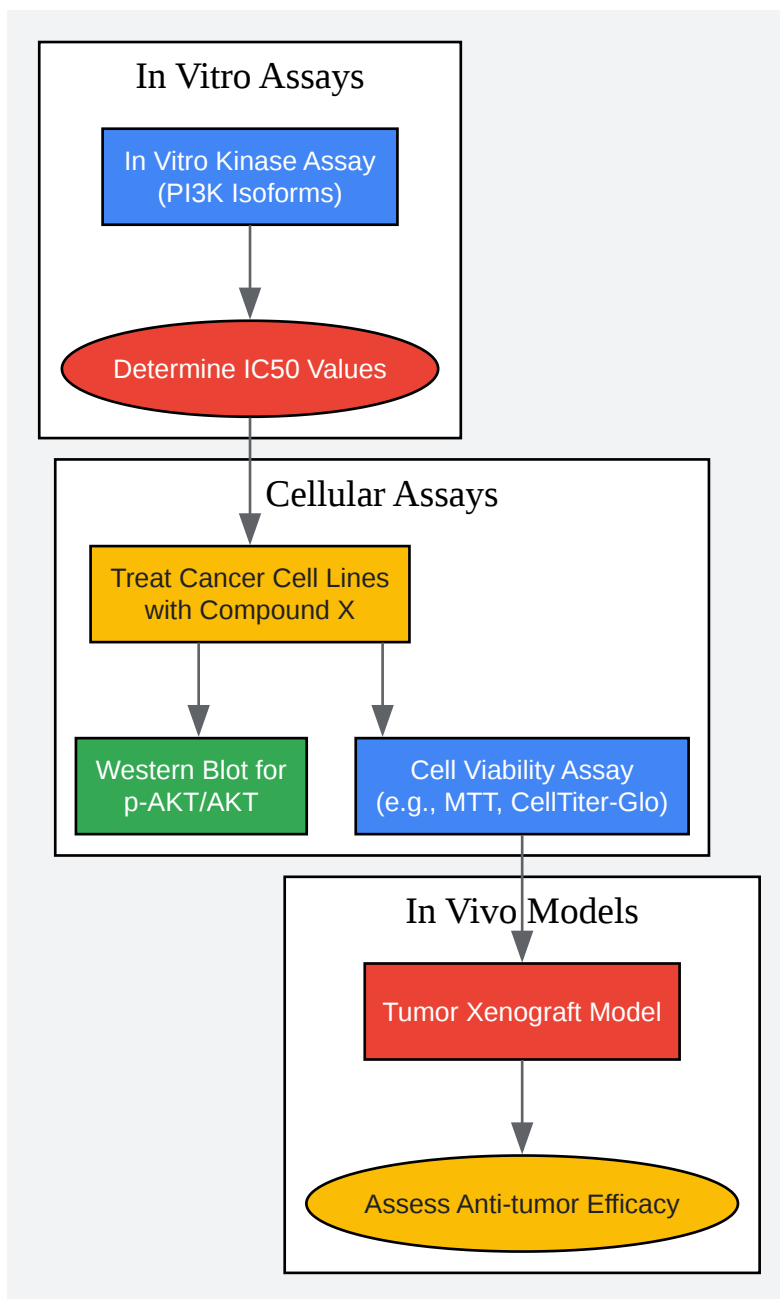 In Vitro Assays
In Vitro Kinase Assay
(PI3K Isoforms)
Determine IC50 Values
Cellular Assays
Treat Cancer Cell Lines
with Compound X
Western Blot for
p-AKT/AKT
Cell Viability Assay
(e.g., MTT, CellTiter-Glo)
In Vivo Models
Tumor Xenograft Model
Assess Anti-tumor Efficacy